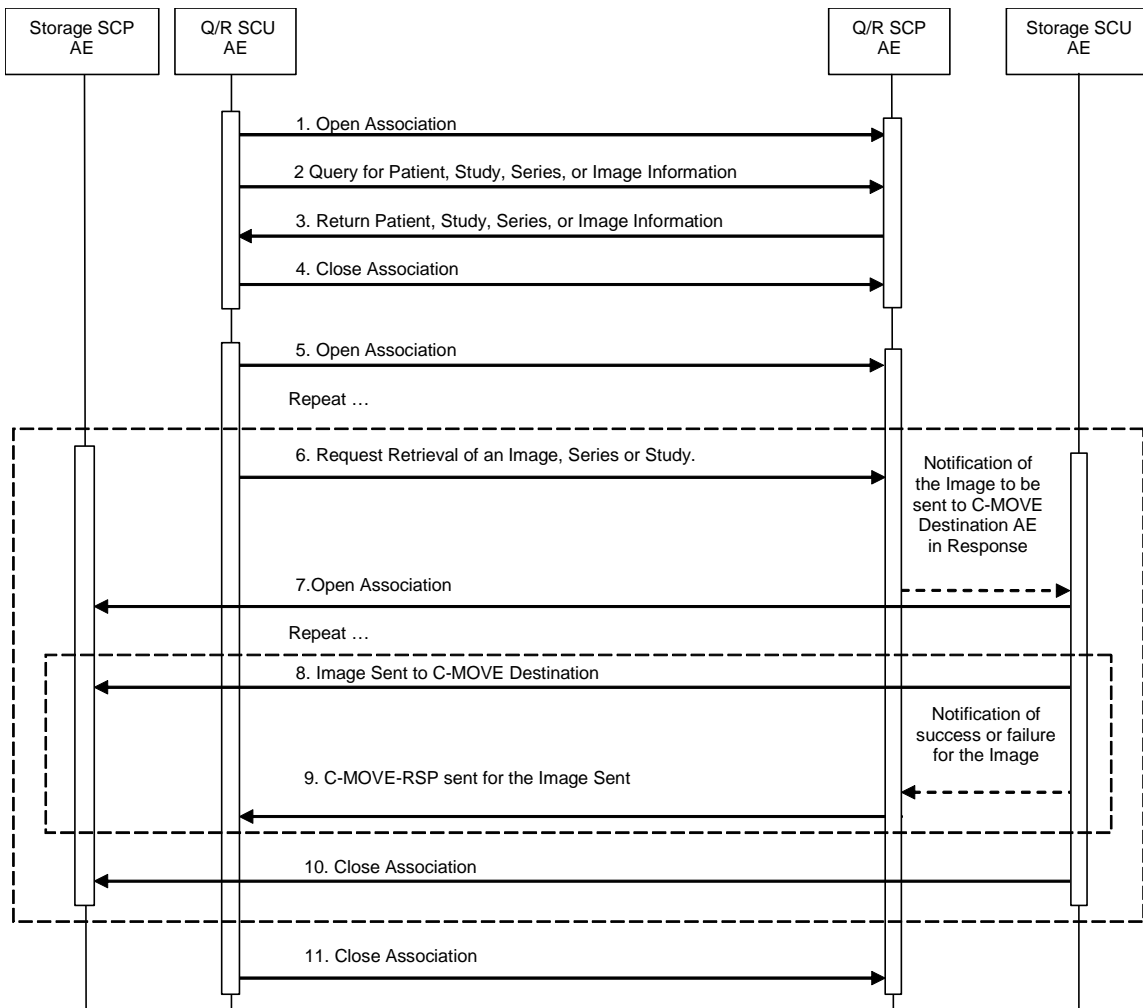 Storage SCP
AE
Q/R SCU
AE
Q/R SCP
AE
Storage SCU
AE
1. Open Association
2 Query for Patient, Study, Series, or Image Information
3. Return Patient, Study, Series, or Image Information
4. Close Association
5. Open Association
Repeat …
6. Request Retrieval of an Image, Series or Study.
Notification of
the Image to be
sent to C-MOVE
Destination AE
in Response
7.Open Association
Repeat …
8. Image Sent to C-MOVE Destination
Notification of
success or failure
for the Image
9. C-MOVE-RSP sent for the Image Sent
10. Close Association
11. Close Association